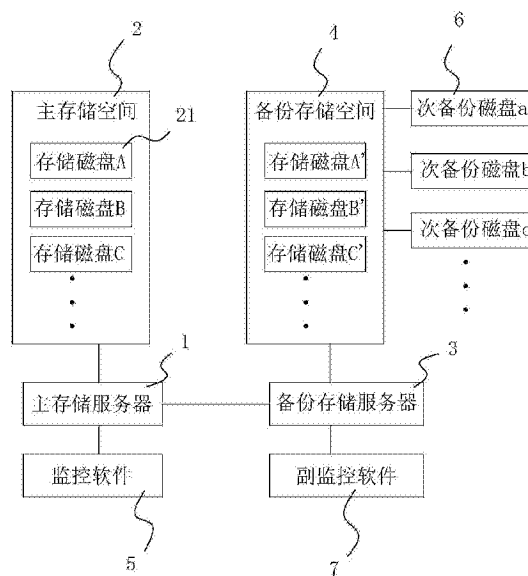 2
4
6
主存储空间
21
存储磁盘A
存储磁盘B
存储磁盘C
备份存储空间
存储磁盘A'
存储磁盘B'
存储磁盘C'
次备份磁盘a
次备份磁盘b
次备份磁盘c
1
3
主存储服务器
备份存储服务器
监控软件
副监控软件
5
7